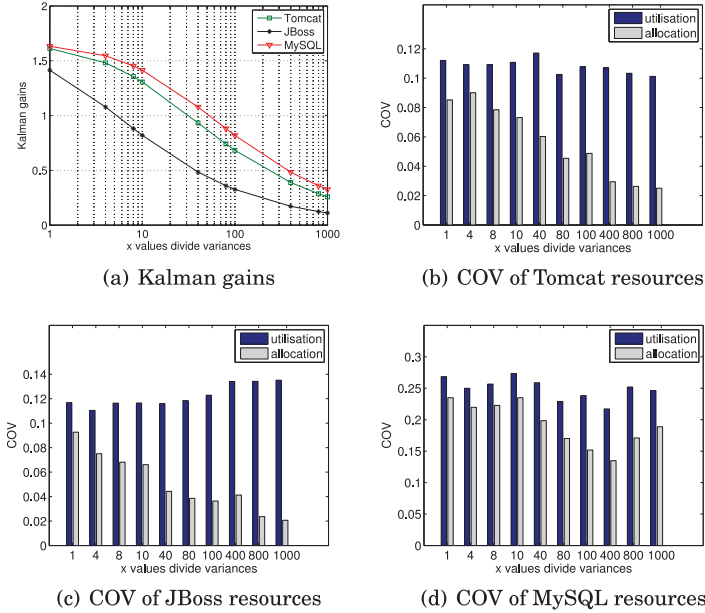 Tomcat
JBoss
MySQL
2
1.5
1
0.5
0
Kalman gains
1 10 100 1000
x values divide variances
(a) Kalman gains
utilisation
allocation
0.12
0.1
0.08
0.06
0.04
0.02
0
COV
1 4 8 10 40 80 100 400 800 1000
x values divide variances
(b) COV of Tomcat resources
utilisation
allocation
0.14
0.12
0.1
0.08
0.06
0.04
0.02
0
COV
1 4 8 10 40 80 100 400 800 1000
x values divide variances
(c) COV of JBoss resources
utilisation
allocation
0.3
0.25
0.2
0.15
0.1
0.05
0
COV
1 4 8 10 40 80 100 400 800 1000
x values divide variances
(d) COV of MySQL resources